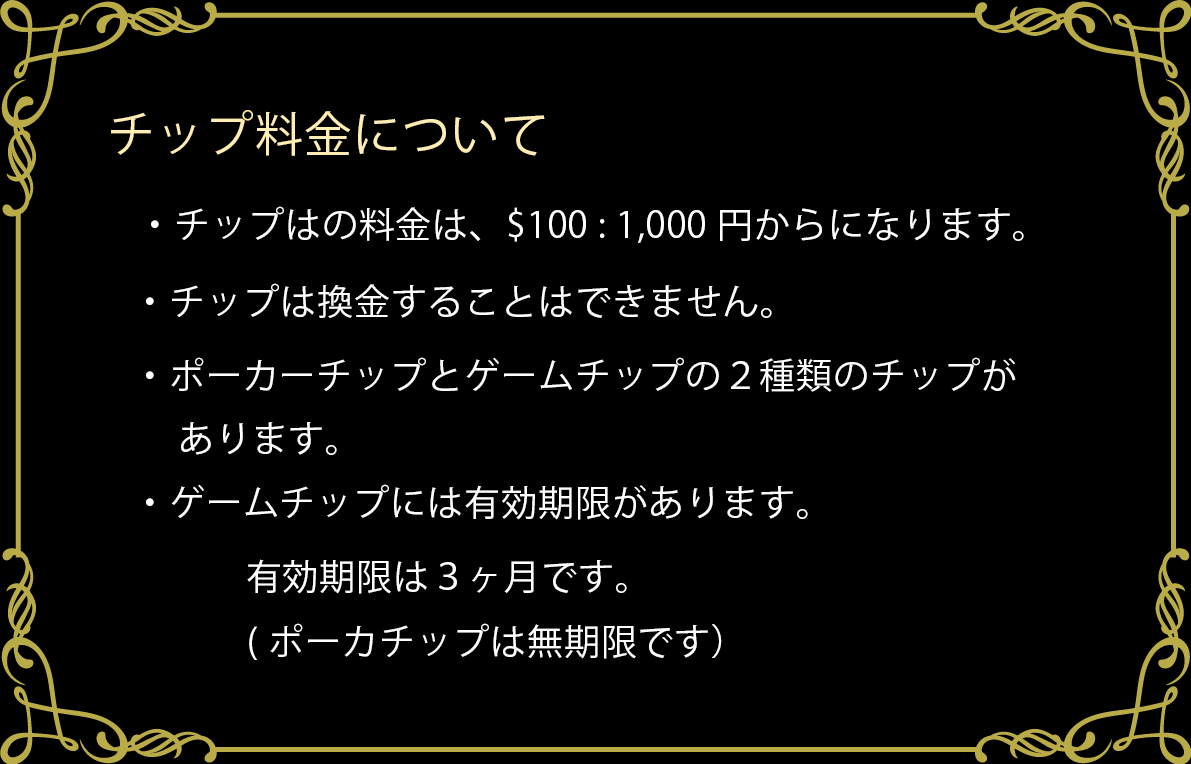 チップ料金について
・チップはの料金は、$100 : 1,000 円からになります。
・チップは換金することはできません。
・ポーカーチップとゲームチップの２種類のチップが
あります。
・ゲームチップには有効期限があります。
有効期限は３ヶ月です。
( ポーカチップは無期限です）